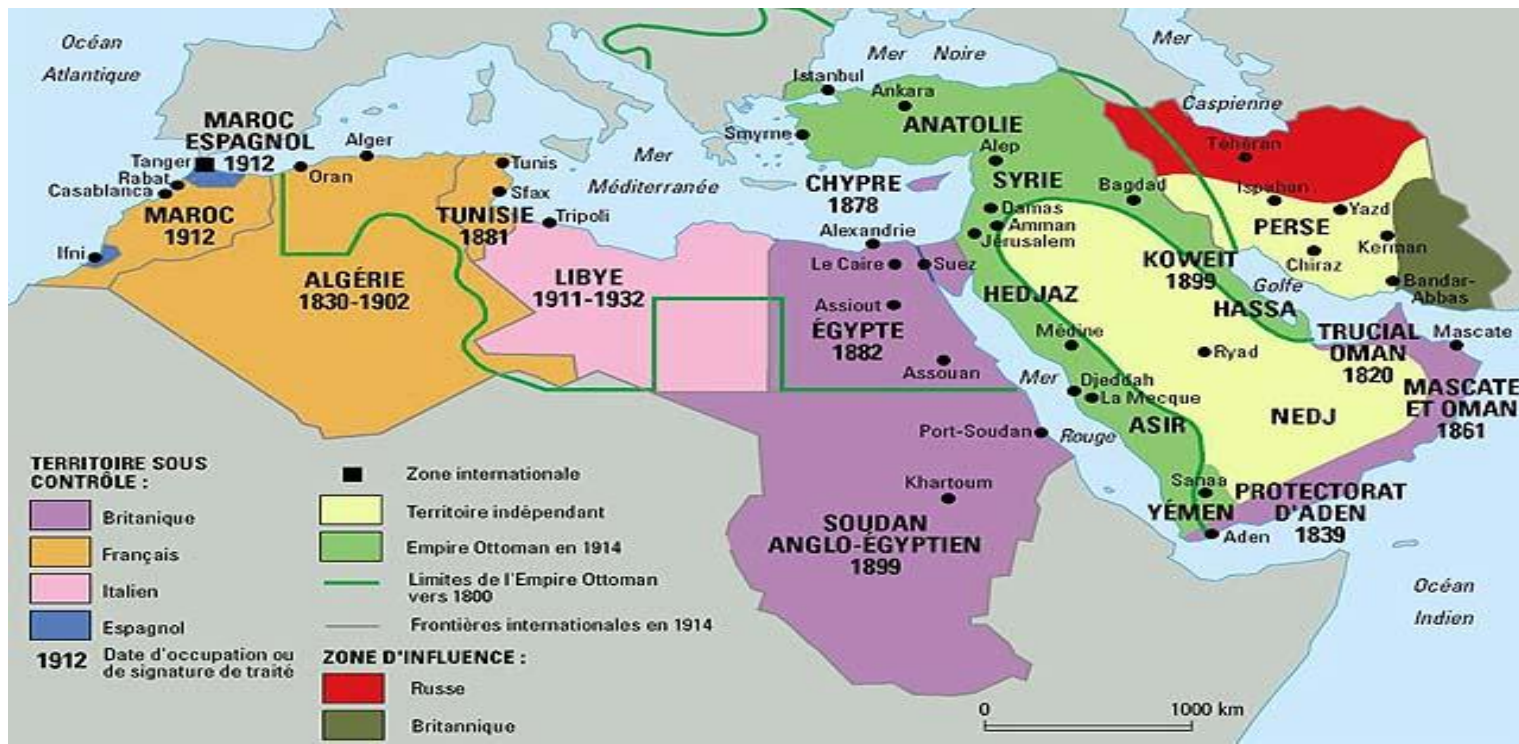 Océan
Atlantique
Mer Noire
Mer
Caspienne
Istanbul
Ankara
ANATOLIE
Smyrne
MAROC
ESPAGNOL
1912
Alger
Tanger
Oran
Rabat
Casablanca
Tunis
Sfax
Mer
Méditerranée
Alep
SYRIE
Téhéran
Bagdad
Ispahan
Yazd
PERSE
Kerman
Chiraz
Bandar-
Abbas
CHYPRE
1878
Damas
Amman
Jérusalem
MAROC
1912
TUNISIE
1881
Tripoli
Alexandrie
Ifni
ALGÉRIE
1830-1902
LIBYE
1911-1932
Le Caire
Suez
Assiout
ÉGYPTE
1882
Assouan
HEDJAZ
KOWEIT
1899
Golfe
HASSA
Médine
Ryad
TRUCIAL
OMAN
1820
Mascate
MASCATE
ET OMAN
1861
Mer
Rouge
Djeddah
La Mecque
ASIR
NEDJ
Port-Soudan
Khartoum
SOUDAN
ANGLO-ÉGYPTIEN
1899
Sanaa
YÉMEN
Aden
PROTECTORAT
D'ADEN
1839
Océan
Indien
TERRITOIRE SOUS
CONTRÔLE :
Britanique
Français
Italien
Espagnol
1912 Date d'occupation ou
de signature de traité
Zone internationale
Territoire indépendant
Empire Ottoman en 1914
Limites de l'Empire Ottoman
vers 1800
Frontières internationales en 1914
ZONE D'INFLUENCE :
Russe
Britannique
0 1000 km